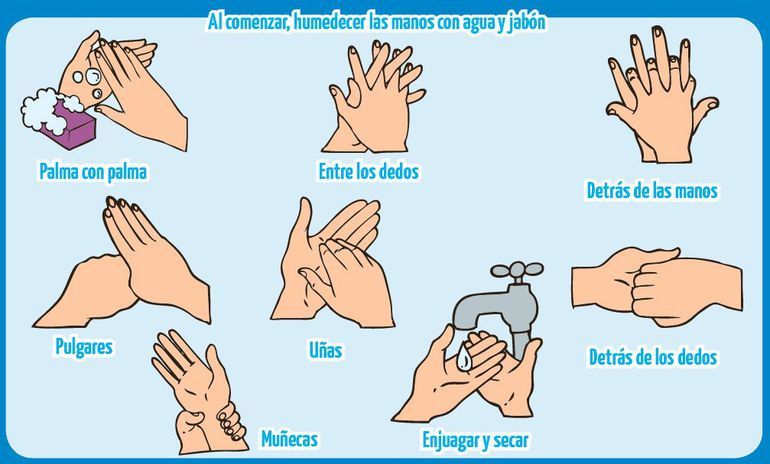 Al comenzar, humedecer las manos con agua y jabón
Palma con palma
Entre los dedos
Detrás de las manos
Pulgares
Uñas
Detrás de los dedos
Muñecas
Enjuagar y secar